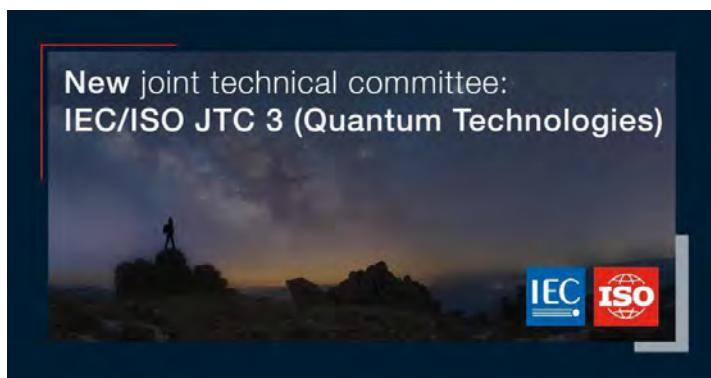 New joint technical committee:
IEC/ISO JTC 3 (Quantum Technologies)
IEC
ISO